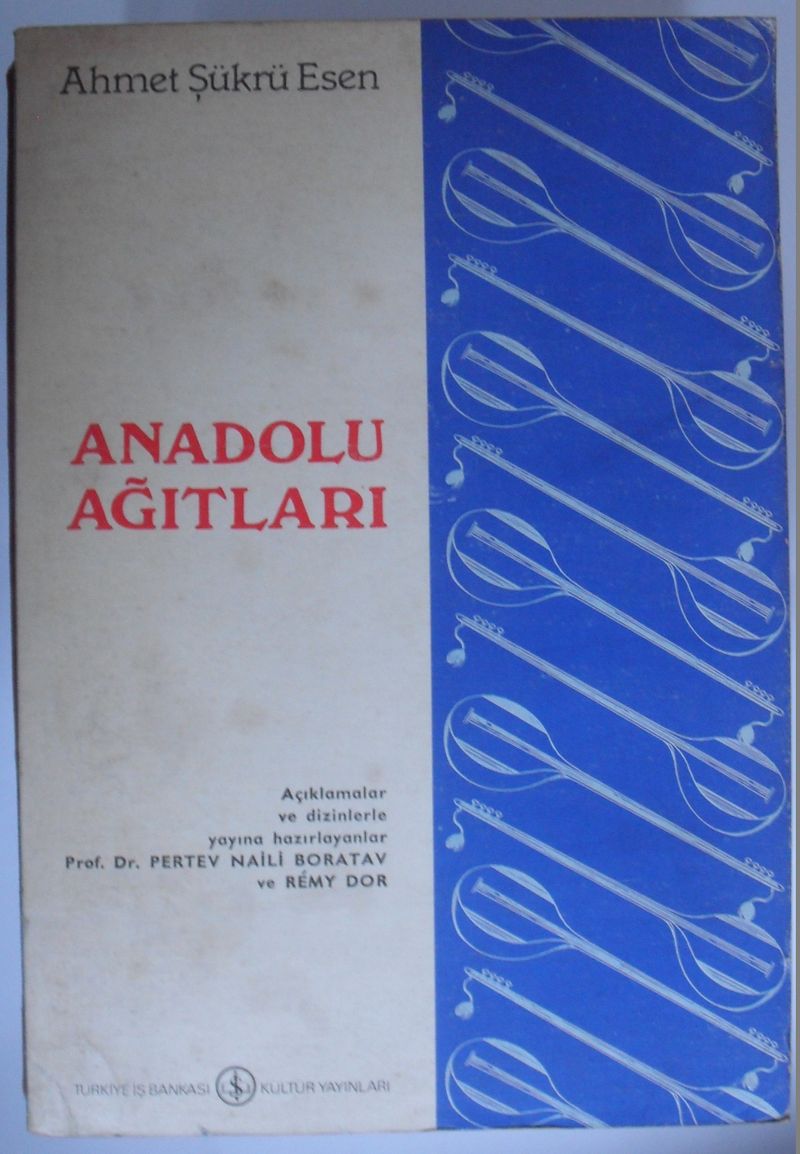 Ahmet Şükrü Esen
ANADOLU
AĞITLARI
Açıklamalar
ve dizinlerle
yayına hazırlayanlar
Prof. Dr. PERTEV NAİLİ BORATAV
ve RÉMY DOR
TÜRKİYE İŞ BANKASI KÜLTÜR YAYINLARI